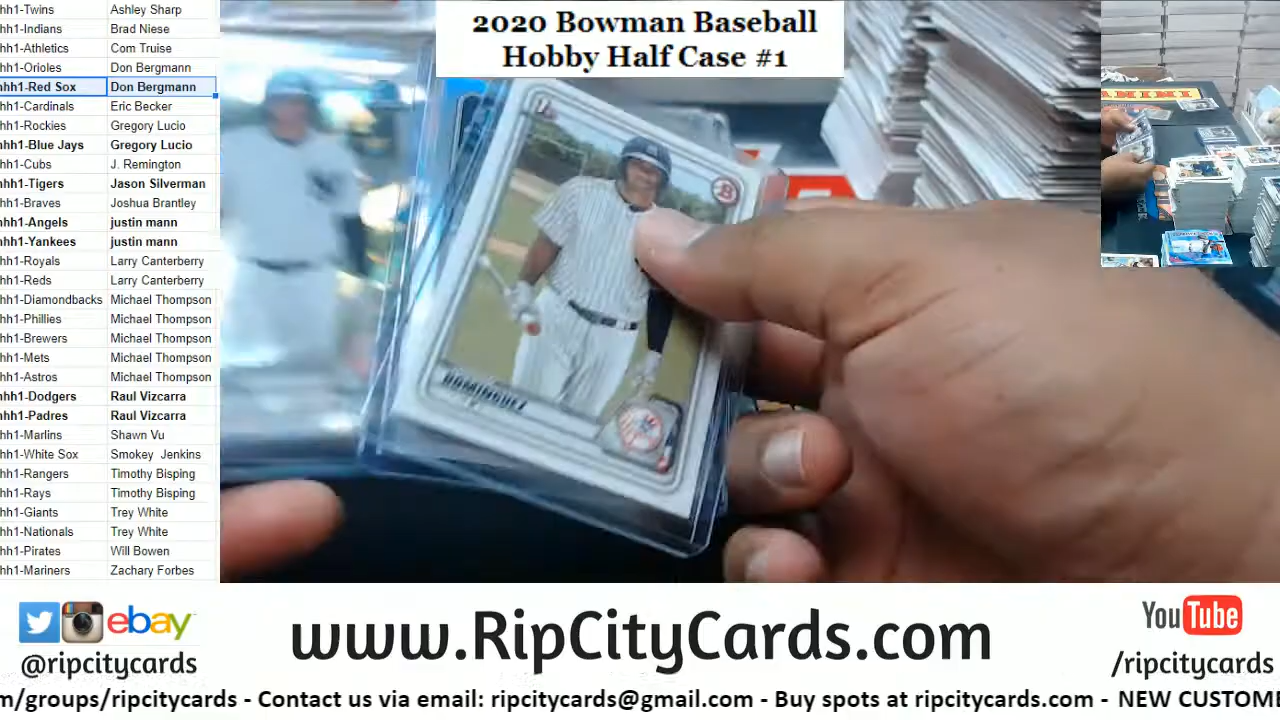 2020 Bowman Baseball
Hobby Half Case #1
hh1-Twins Ashley Sharp
hh1-Indians Brad Niese
hh1-Athletics Com Truise
hh1-Orioles Don Bergmann
hh1-Red Sox Don Bergmann
hh1-Cardinals Eric Becker
hh1-Rockies Gregory Lucio
hh1-Blue Jays Gregory Lucio
hh1-Cubs J. Remington
hh1-Tigers Jason Silverman
hh1-Braves Joshua Brantley
hh1-Angels justin mann
hh1-Yankees justin mann
hh1-Royals Larry Canterberry
hh1-Reds Larry Canterberry
hh1-Diamondbacks Michael Thompson
hh1-Phillies Michael Thompson
hh1-Brewers Michael Thompson
hh1-Mets Michael Thompson
hh1-Astros Michael Thompson
hh1-Dodgers Raul Vizcarra
hh1-Padres Raul Vizcarra
hh1-Marlins Shawn Vu
hh1-White Sox Smokey Jenkins
hh1-Rangers Timothy Bisping
hh1-Rays Timothy Bisping
hh1-Giants Trey White
hh1-Nationals Trey White
hh1-Pirates Will Bowen
hh1-Mariners Zachary Forbes
1st
B
DOMINGUEZ
PANINI
ebay
@ripcitycards
www.RipCityCards.com
YouTube
/ripcitycards
m/groups/ripcitycards - Contact us via email: ripcitycards@gmail.com - Buy spots at ripcitycards.com - NEW CUSTOME